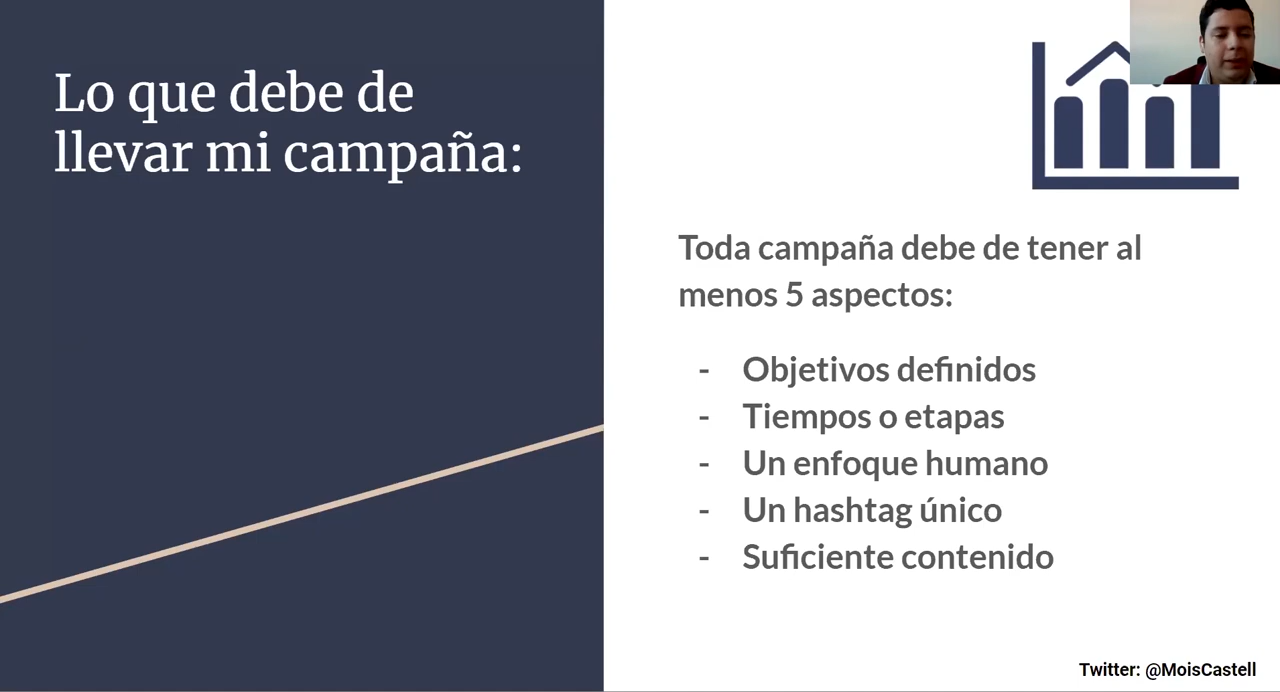 Lo que debe de
llevar mi campaña:
Toda campaña debe de tener al
menos 5 aspectos:
- Objetivos definidos
- Tiempos o etapas
- Un enfoque humano
- Un hashtag único
- Suficiente contenido
Twitter: @MoisCastell